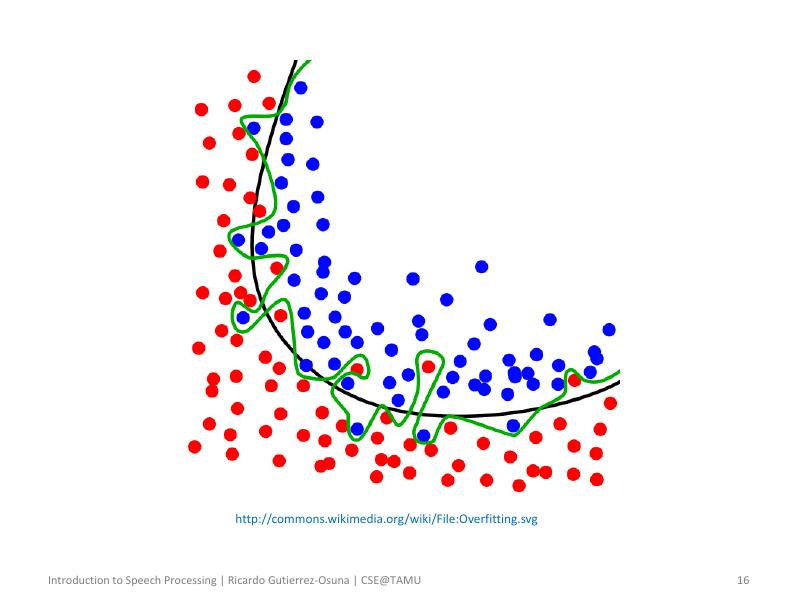 http://commons.wikimedia.org/wiki/File:Overfitting.svg
Introduction to Speech Processing | Ricardo Gutierrez-Osuna | CSE@TAMU
16